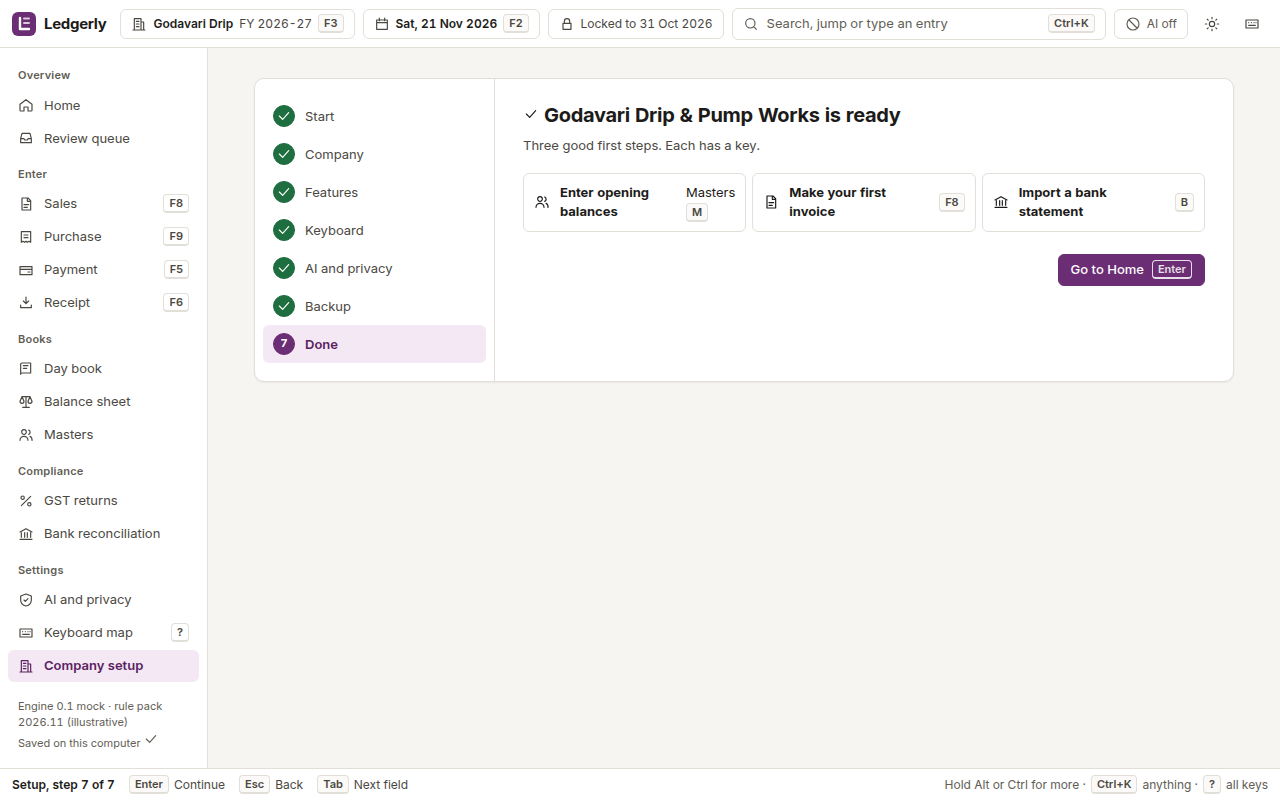 Ledgerly
Godavari Drip FY 2026-27 F3
Sat, 21 Nov 2026 F2
Locked to 31 Oct 2026
Search, jump or type an entry Ctrl+K
AI off
Overview
Home
Review queue
Enter
Sales F8
Purchase F9
Payment F5
Receipt F6
Books
Day book
Balance sheet
Masters
Compliance
GST returns
Bank reconciliation
Settings
AI and privacy
Keyboard map ?
Company setup
Engine 0.1 mock · rule pack
2026.11 (illustrative)
Saved on this computer
Start
Company
Features
Keyboard
AI and privacy
Backup
7 Done
Godavari Drip & Pump Works is ready
Three good first steps. Each has a key.
Enter opening
balances
Masters
M
Make your first
invoice
F8
Import a bank
statement
B
Go to Home Enter
Setup, step 7 of 7 Enter Continue Esc Back Tab Next field
Hold Alt or Ctrl for more · Ctrl+K anything · ? all keys